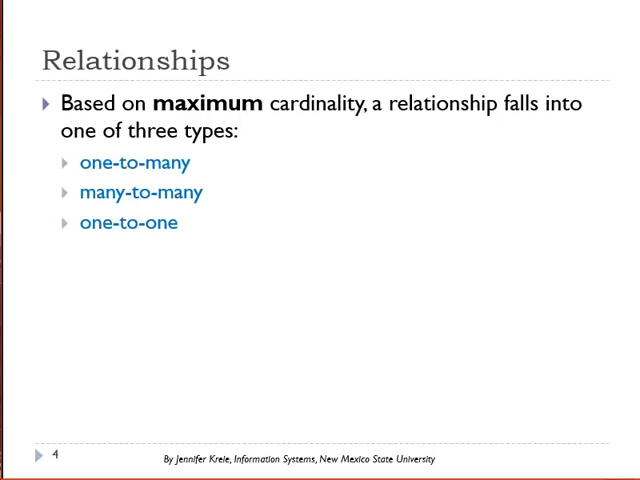 Relationships
Based on maximum cardinality, a relationship falls into
one of three types:
one-to-many
many-to-many
one-to-one
4
By Jennifer Kreie, Information Systems, New Mexico State University